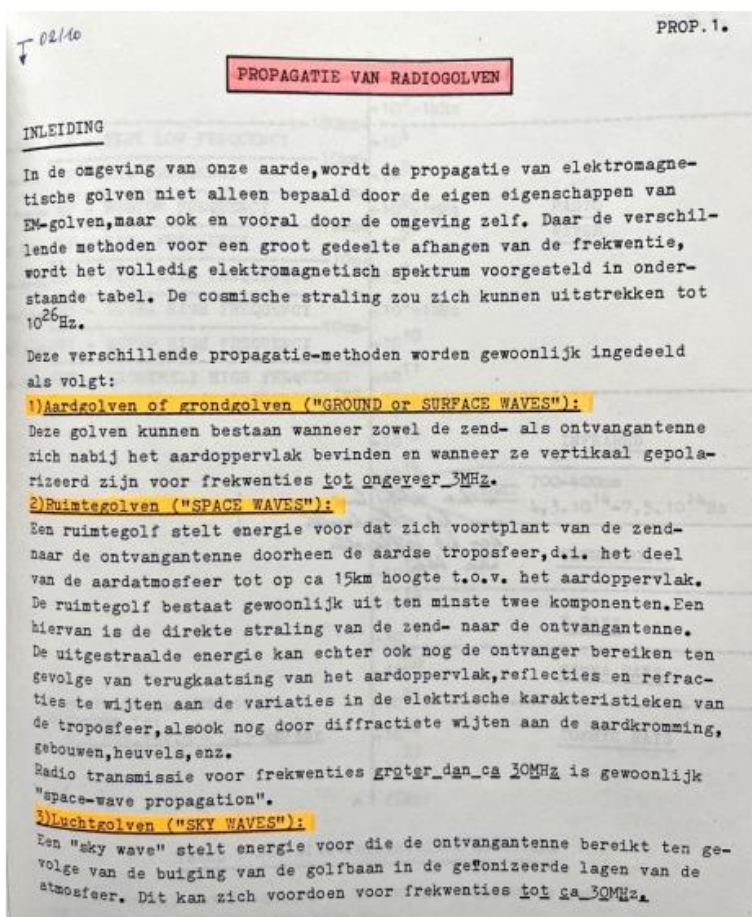 02/10
PROP.1.
PROPAGATIE VAN RADIOGOLVEN
INLEIDING
In de omgeving van onze aarde,wordt de propagatie van elektromagne-
tische golven niet alleen bepaald door de eigen eigenschappen van
EM-golven,maar ook en vooral door de omgeving zelf. Daar de verschil-
lende methoden voor een groot gedeelte afhangen van de frekwentie,
wordt het volledig elektromagnetisch spektrum voorgesteld in onder-
staande tabel. De cosmische straling zou zich kunnen uitstrekken tot
10²⁶Hz.
Deze verschillende propagatie-methoden worden gewoonlijk ingedeeld
als volgt:
1)Aardgolven of grondgolven ("GROUND or SURFACE WAVES"):
Deze golven kunnen bestaan wanneer zowel de zend- als ontvangantenne
zich nabij het aardoppervlak bevinden en wanneer ze vertikaal gepola-
rizeerd zijn voor frekwenties tot ongeveer 3MHz.
2)Ruimtegolven ("SPACE WAVES"):
Een ruimtegolf stelt energie voor dat zich voortplant van de zend-
naar de ontvangantenne doorheen de aardse troposfeer,d.i. het deel
van de aardatmosfeer tot op ca 15km hoogte t.o.v. het aardoppervlak.
De ruimtegolf bestaat gewoonlijk uit ten minste twee komponenten.Een
hiervan is de direkte straling van de zend- naar de ontvangantenne.
De uitgestraalde energie kan echter ook nog de ontvanger bereiken ten
gevolge van terugkaatsing van het aardoppervlak,reflecties en refrac-
ties te wijten aan de variaties in de elektrische karakteristieken van
de troposfeer,alsook nog door diffractiete wijten aan de aardkromming,
gebouwen,heuvels,enz.
Radio transmissie voor frekwenties groter dan ca 30MHz is gewoonlijk
"space-wave propagation".
3)Luchtgolven ("SKY WAVES"):
Een "sky wave" stelt energie voor die de ontvangantenne bereikt ten ge-
volge van de buiging van de golfbaan in de geïonizeerde lagen van de
atmosfeer. Dit kan zich voordoen voor frekwenties tot ca 30MHz.